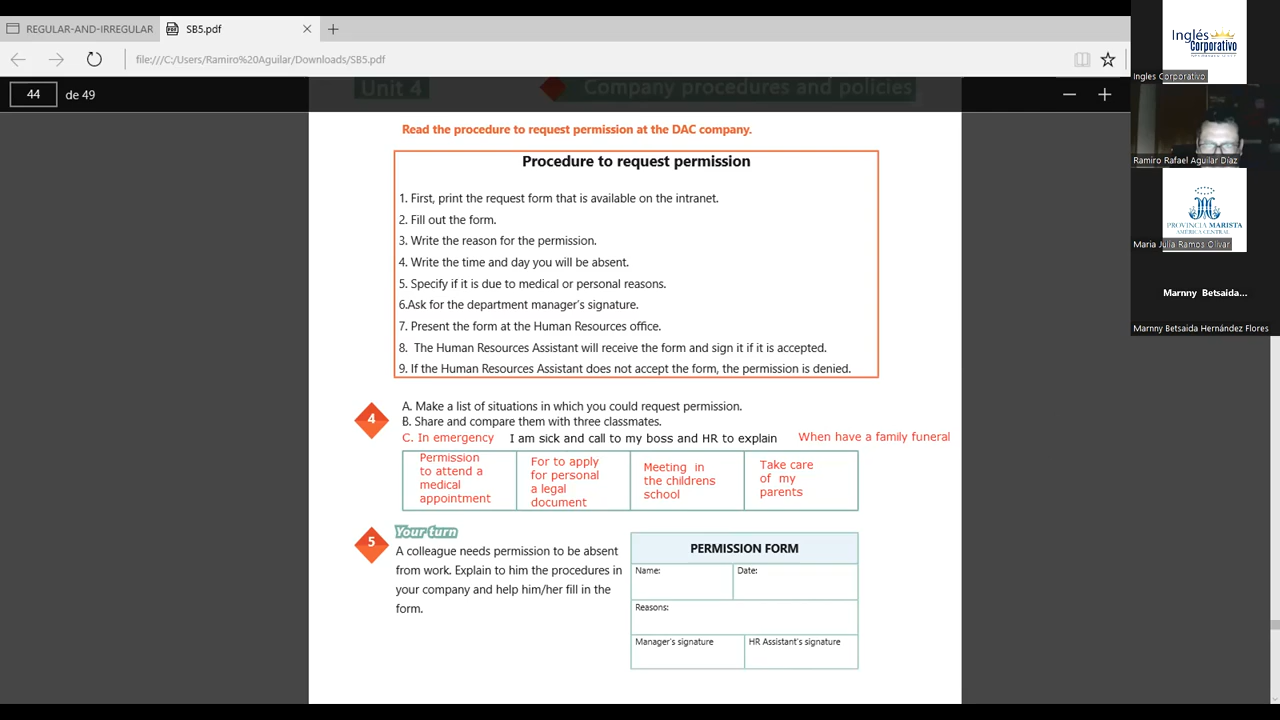 REGULAR-AND-IRREGULAR
SB5.pdf
file:///C:/Users/Ramiro%20Aguilar/Downloads/SB5.pdf
44 de 49
Unit 4 Company procedures and policies
Read the procedure to request permission at the DAC company.
Procedure to request permission
1. First, print the request form that is available on the intranet.
2. Fill out the form.
3. Write the reason for the permission.
4. Write the time and day you will be absent.
5. Specify if it is due to medical or personal reasons.
6.Ask for the department manager's signature.
7. Present the form at the Human Resources office.
8. The Human Resources Assistant will receive the form and sign it if it is accepted.
9. If the Human Resources Assistant does not accept the form, the permission is denied.
4
A. Make a list of situations in which you could request permission.
B. Share and compare them with three classmates.
C. In emergency I am sick and call to my boss and HR to explain When have a family funeral
Permission
to attend a
medical
appointment
For to apply
for personal
a legal
document
Meeting in
the childrens
school
Take care
of my
parents
5
Your turn
A colleague needs permission to be absent
from work. Explain to him the procedures in
your company and help him/her fill in the
form.
PERMISSION FORM
Name: Date:
Reasons:
Manager's signature HR Assistant's signature
Inglés
Corporativo
Ingles Corporativo
Ramiro Rafael Aguilar Díaz
PROVINCIA MARISTA
AMÉRICA CENTRAL
Maria Julia Ramos Olivar
Marnny Betsaida...
Marnny Betsaida Hernández Flores